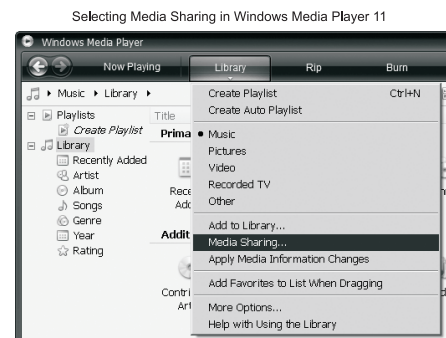 Selecting Media Sharing in Windows Media Player 11
Windows Media Player
Now Playing Library Rip Burn
Music Library
Playlists
Create Playlist
Library
Recently Added
Artist
Album
Songs
Genre
Year
Rating
Title
Prima
Rece
Add
Addit
Contri
Art
Create Playlist Ctrl+N
Create Auto Playlist
Music
Pictures
Video
Recorded TV
Other
Add to Library...
Media Sharing...
Apply Media Information Changes
Add Favorites to List When Dragging
More Options...
Help with Using the Library